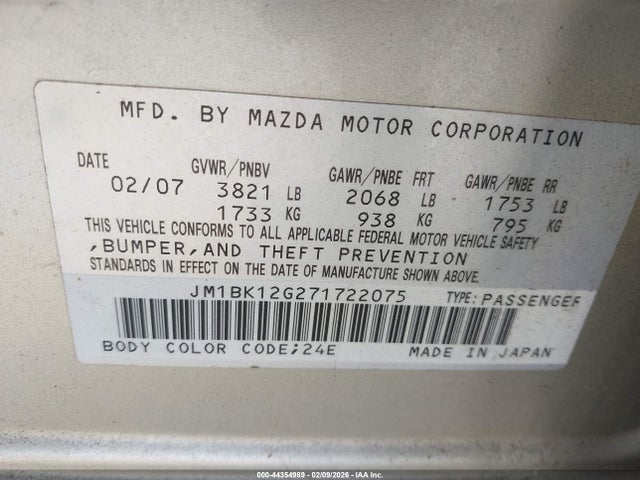 MFD. BY MAZDA MOTOR CORPORATION
DATE GVWR/PNBV GAWR/PNBE FRT GAWR/PNBE RR
02/07 3821 LB 2068 LB 1753 LB
1733 KG 938 KG 795 KG
THIS VEHICLE CONFORMS TO ALL APPLICABLE FEDERAL MOTOR VEHICLE SAFETY
,BUMPER,AND THEFT PREVENTION
STANDARDS IN EFFECT ON THE DATE OF MANUFACTURE SHOWN ABOVE.
JM1BK12G271722075 TYPE:PASSENGER
BODY COLOR CODE;24E MADE IN JAPAN
000-44354989 | 02/09/2026 - IAA Inc.